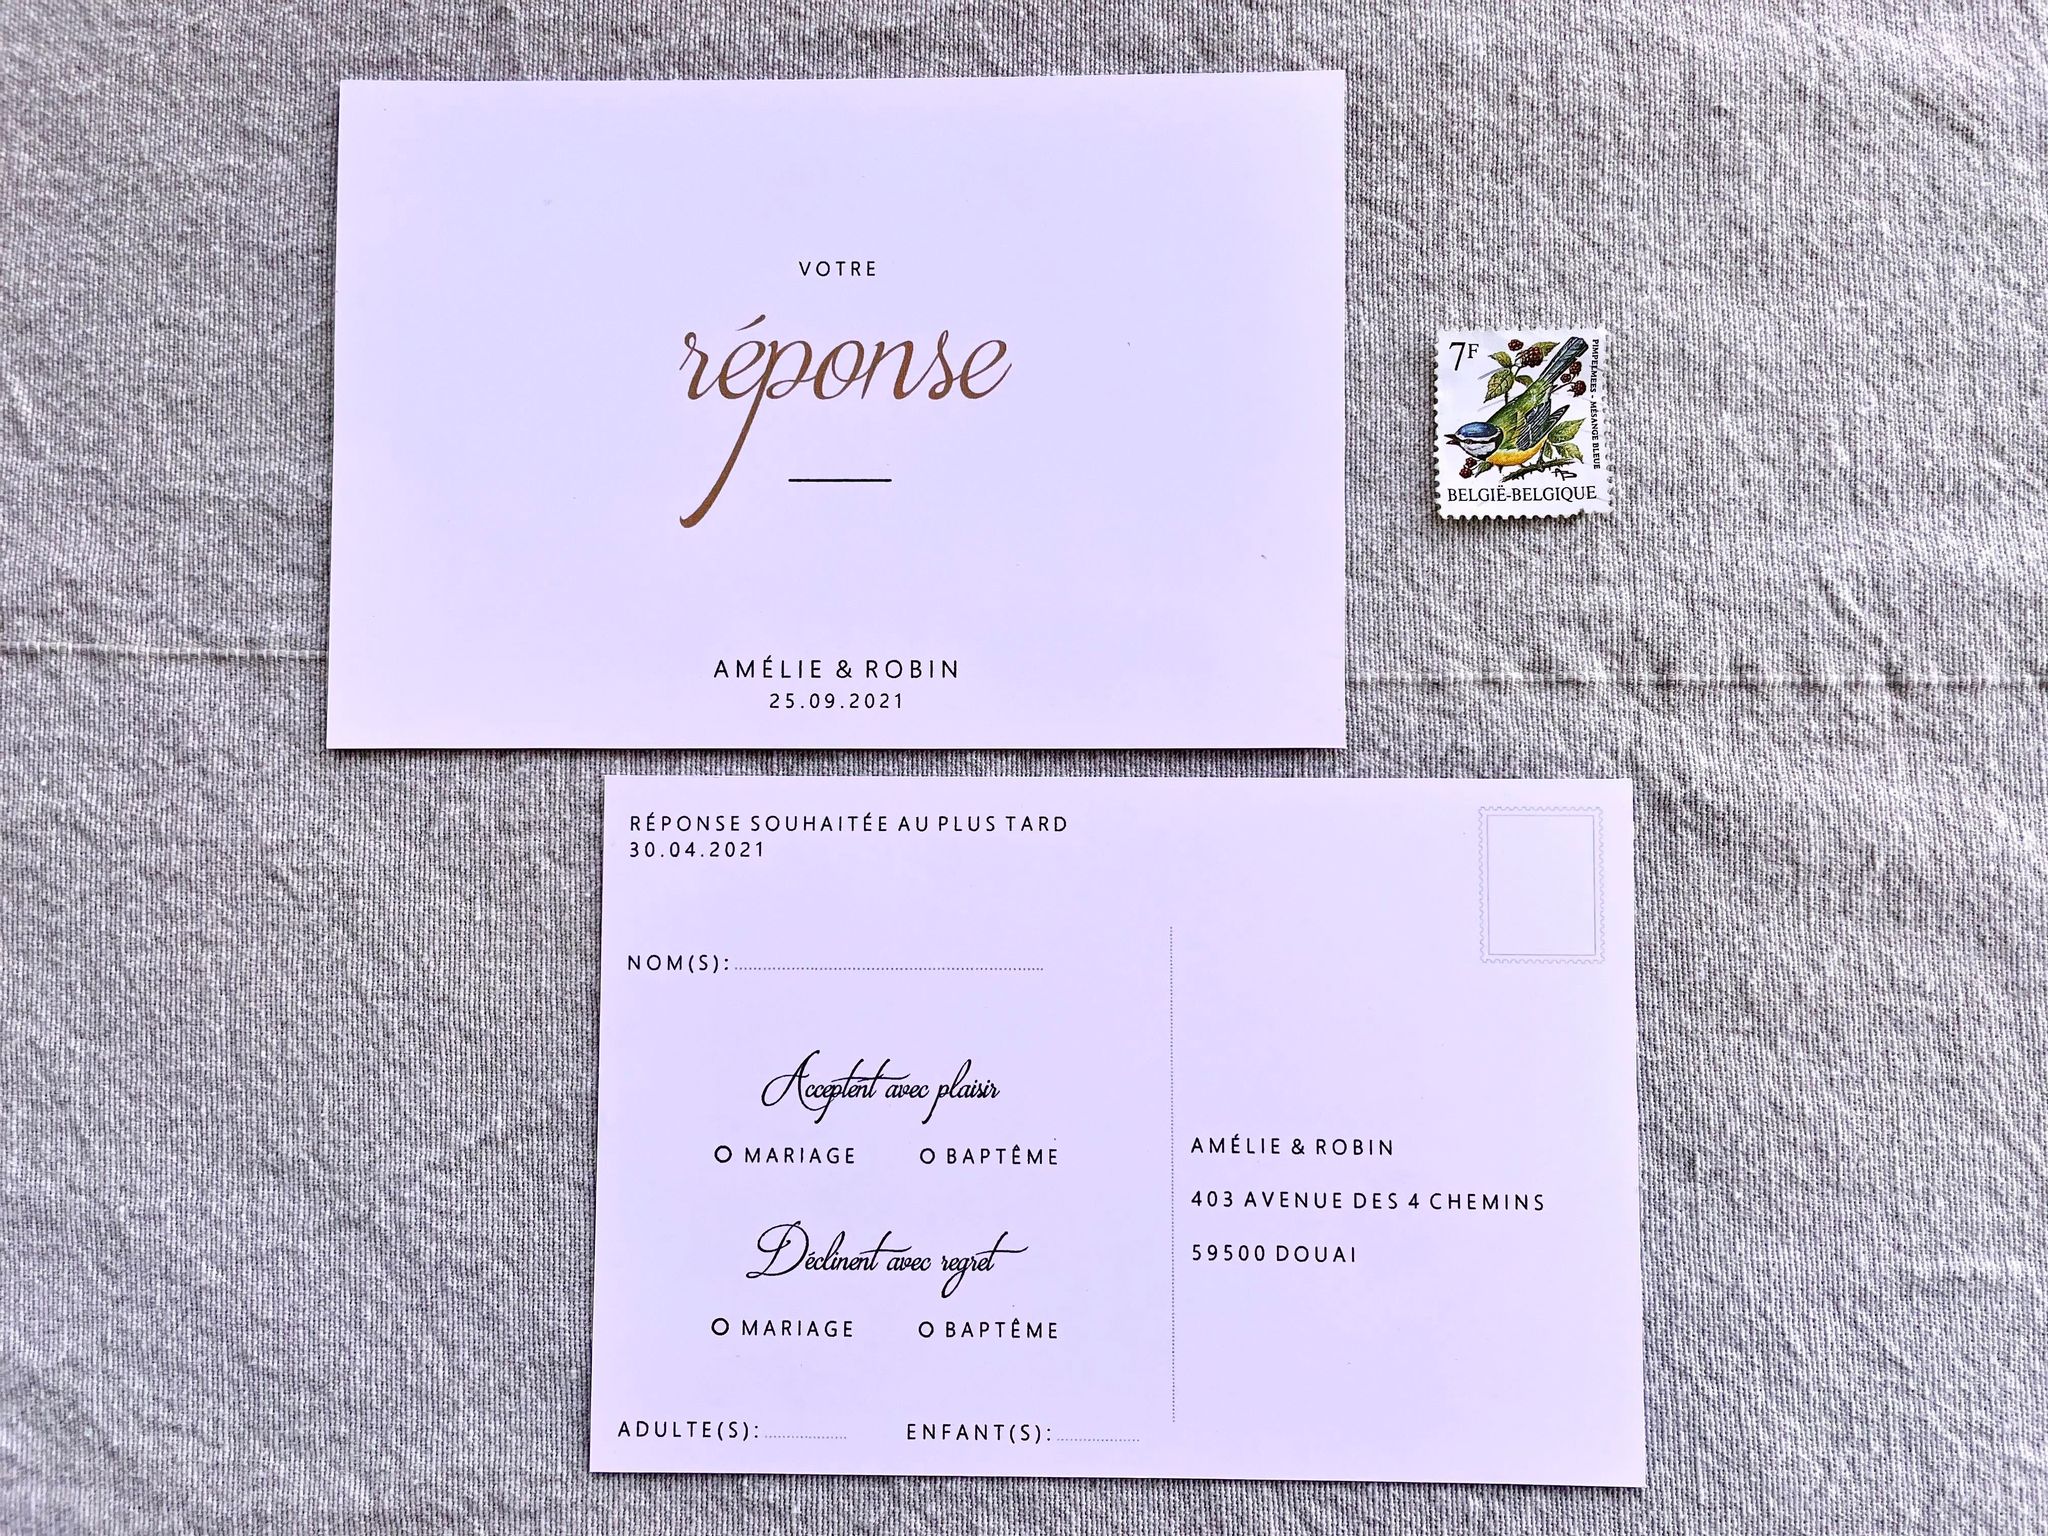 VOTRE
réponse
AMÉLIE & ROBIN
25.09.2021
7F
PIMPELMEES - MÉSANGE BLEUE
BELGIË-BELGIQUE
RÉPONSE SOUHAITÉE AU PLUS TARD
30.04.2021
NOM(S):
Acceptent avec plaisir
O MARIAGE O BAPTÊME
Déclinent avec regret
O MARIAGE O BAPTÊME
ADULTE(S): ENFANT(S):
AMÉLIE & ROBIN
403 AVENUE DES 4 CHEMINS
59500 DOUAI